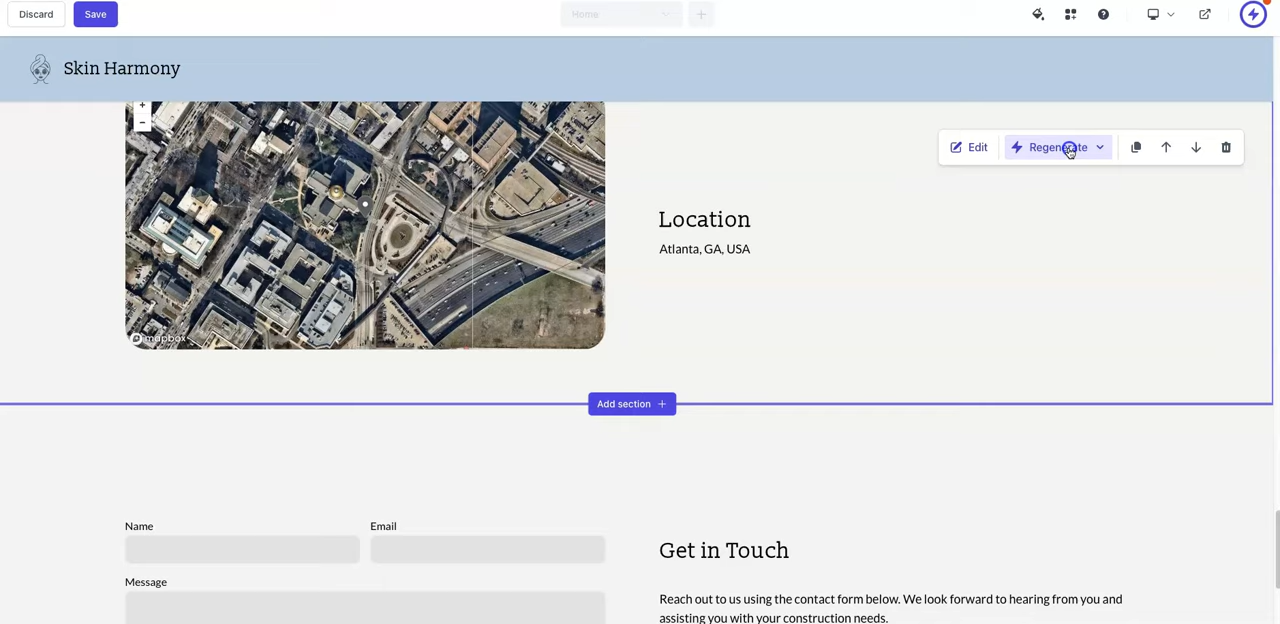 Discard
Save
Home
Skin Harmony
+
−
mapbox
Edit
Regenerate
Location
Atlanta, GA, USA
Add section +
Name
Email
Message
Get in Touch
Reach out to us using the contact form below. We look forward to hearing from you and
assisting you with your construction needs.